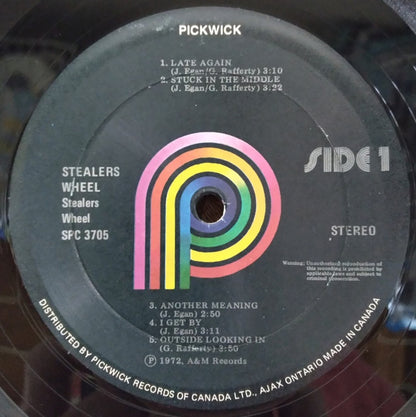 PICKWICK
1. LATE AGAIN
(J. Egan/G. Rafferty) 3:10
2. STUCK IN THE MIDDLE
(J. Egan/G. Rafferty) 3:22
SIDE 1
STEALERS
WHEEL
Stealers
Wheel
SPC 3705
STEREO
Warning: Unauthorized reproduction of
this recording is prohibited by
applicable laws and subject to
criminal prosecution.
3. ANOTHER MEANING
(J. Egan) 2:50
4. I GET BY
(J. Egan) 3:11
5. OUTSIDE LOOKING IN
(G. Rafferty) 3:50
Ⓟ 1972, A&M Records
DISTRIBUTED BY PICKWICK RECORDS OF CANADA LTD., AJAX ONTARIO MADE IN CANADA